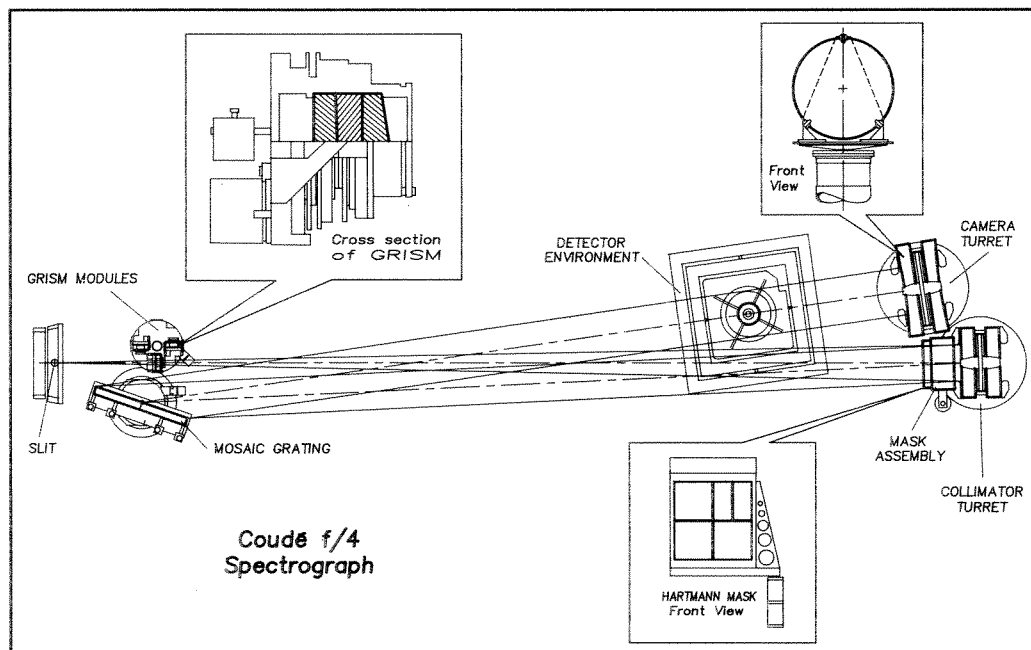 Cross section
of GRISM
Front
View
CAMERA
TURRET
DETECTOR
ENVIRONMENT
GRISM MODULES
SLIT
MOSAIC GRATING
MASK
ASSEMBLY
COLLIMATOR
TURRET
Coudé f/4
Spectrograph
HARTMANN MASK
Front View